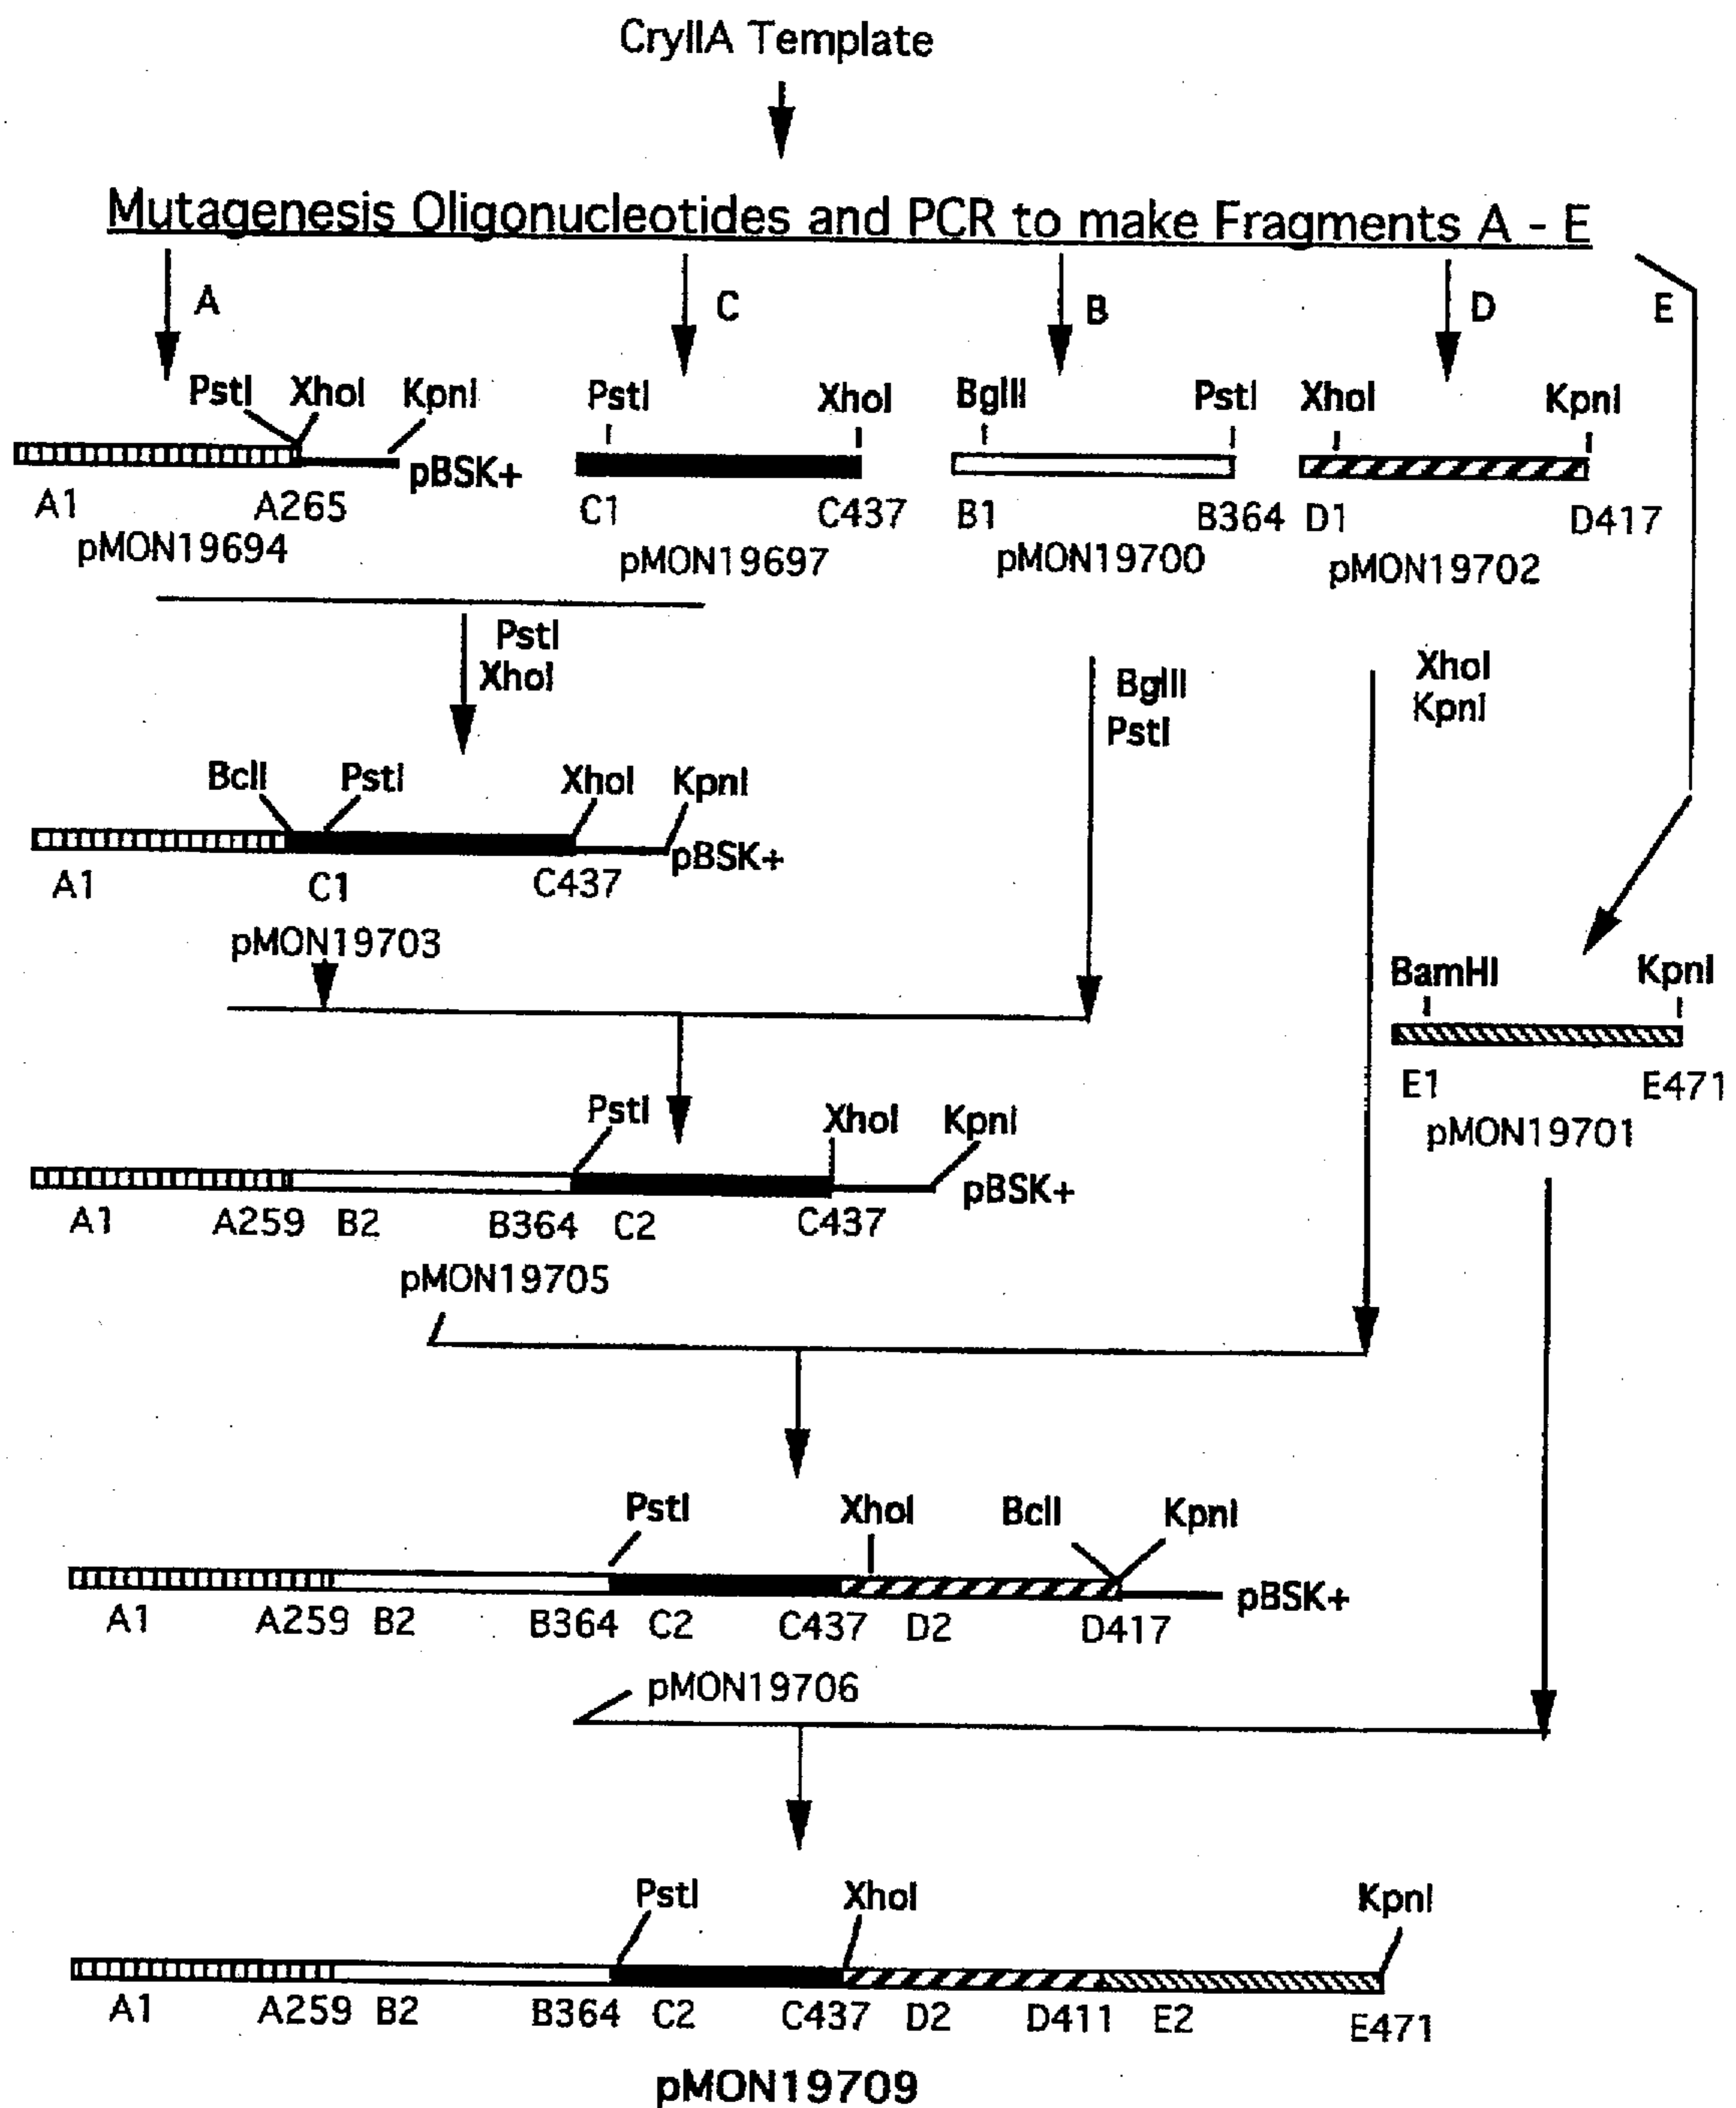 CryIIA Template
Mutagenesis Oligonucleotides and PCR to make Fragments A - E
A
C
B
D
E
PstI XhoI KpnI
pBSK+
A1 A265
pMON19694
PstI XhoI
C1 C437
pMON19697
BglII PstI
B1 B364
pMON19700
XhoI KpnI
D1 D417
pMON19702
PstI
XhoI
BglII
PstI
XhoI
KpnI
BclI PstI XhoI KpnI
pBSK+
A1 C1 C437
pMON19703
BamHI KpnI
E1 E471
pMON19701
PstI XhoI KpnI
pBSK+
A1 A259 B2 B364 C2 C437
pMON19705
PstI XhoI BclI KpnI
pBSK+
A1 A259 B2 B364 C2 C437 D2 D417
pMON19706
PstI XhoI KpnI
A1 A259 B2 B364 C2 C437 D2 D411 E2 E471
pMON19709